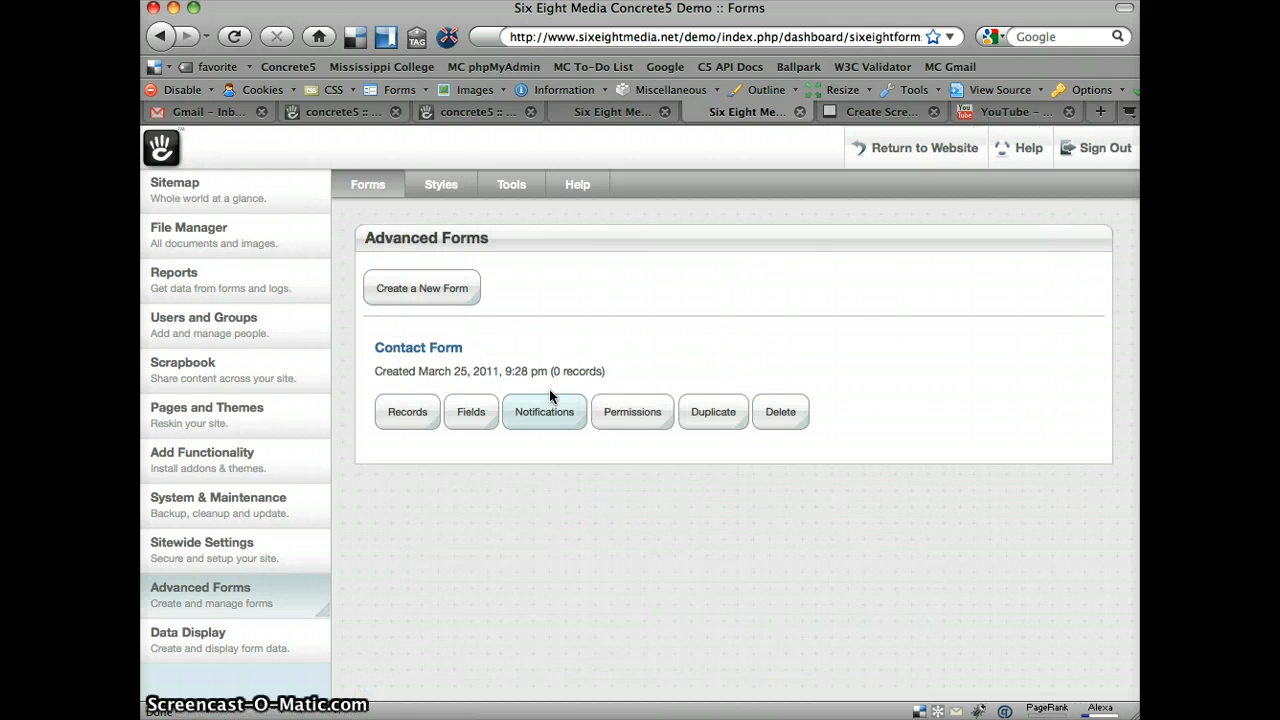 Six Eight Media Concrete5 Demo :: Forms
http://www.sixeightmedia.net/demo/index.php/dashboard/sixeightform
Google
TAG
favorite Concrete5 Mississippi College MC phpMyAdmin MC To-Do List Google C5 API Docs Ballpark W3C Validator MC Gmail
Disable Cookies CSS Forms Images Information Miscellaneous Outline Resize Tools View Source Options
Gmail - Inb... concrete5 :: ... concrete5 :: ... Six Eight Me... Six Eight Me... Create Scre... You Tube YouTube - ...
Return to Website Help Sign Out
Forms Styles Tools Help
Sitemap
Whole world at a glance.
File Manager
All documents and images.
Reports
Get data from forms and logs.
Users and Groups
Add and manage people.
Scrapbook
Share content across your site.
Pages and Themes
Reskin your site.
Add Functionality
Install addons & themes.
System & Maintenance
Backup, cleanup and update.
Sitewide Settings
Secure and setup your site.
Advanced Forms
Create and manage forms
Data Display
Create and display form data.
Advanced Forms
Create a New Form
Contact Form
Created March 25, 2011, 9:28 pm (0 records)
Records Fields Notifications Permissions Duplicate Delete
Screencast-O-Matic.com
Done
PageRank Alexa